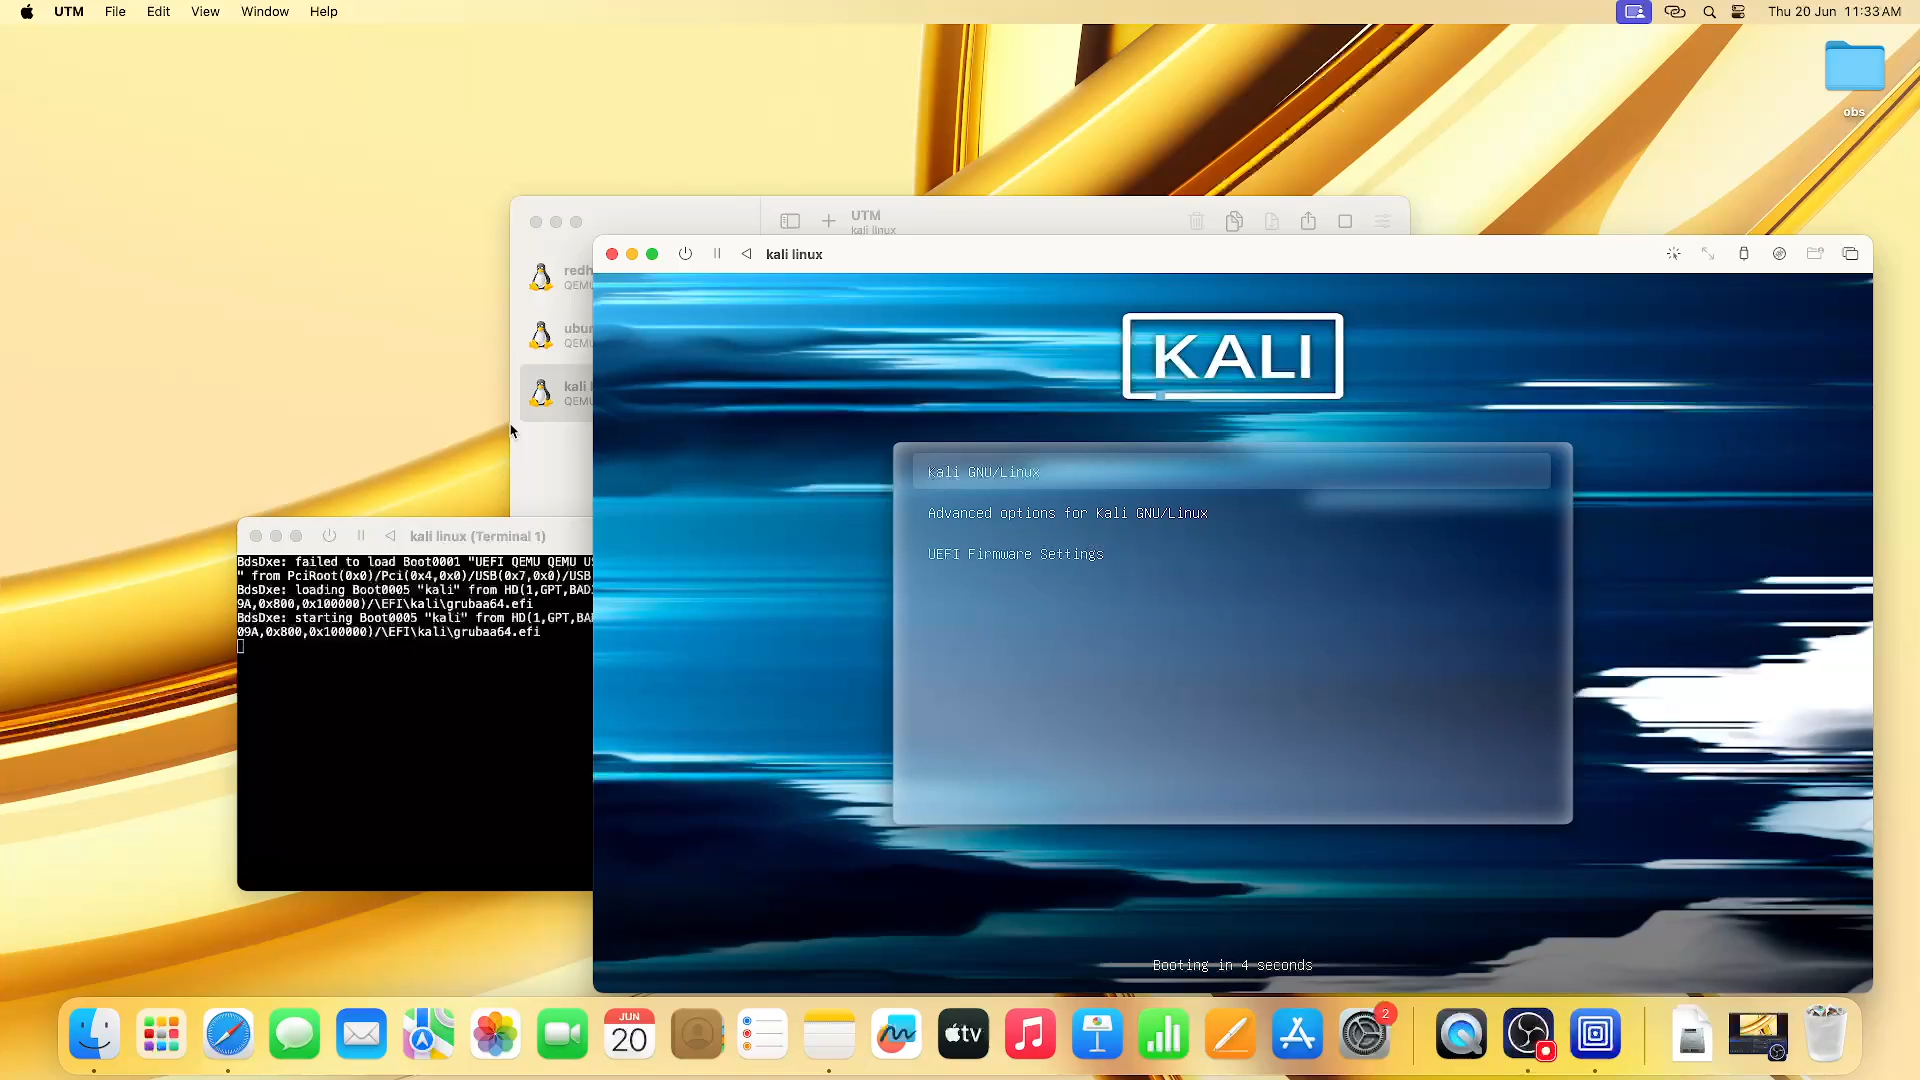 UTM File Edit View Window Help
Thu 20 Jun 11:33 AM
obs
UTM
kali linux
redh
QEMU
ubu
QEMU
kali l
QEMU
kali linux
KALI
Kali GNU/Linux
Advanced options for Kali GNU/Linux
UEFI Firmware Settings
Booting in 4 seconds
kali linux (Terminal 1)
BdsDxe: failed to load Boot0001 "UEFI QEMU QEMU US
" from PciRoot(0x0)/Pci(0x4,0x0)/USB(0x7,0x0)/USB
BdsDxe: loading Boot0005 "kali" from HD(1,GPT,BAD
9A,0x800,0x100000)/\EFI\kali\grubaa64.efi
BdsDxe: starting Boot0005 "kali" from HD(1,GPT,BA
09A,0x800,0x100000)/\EFI\kali\grubaa64.efi
JUN
20
tv
2